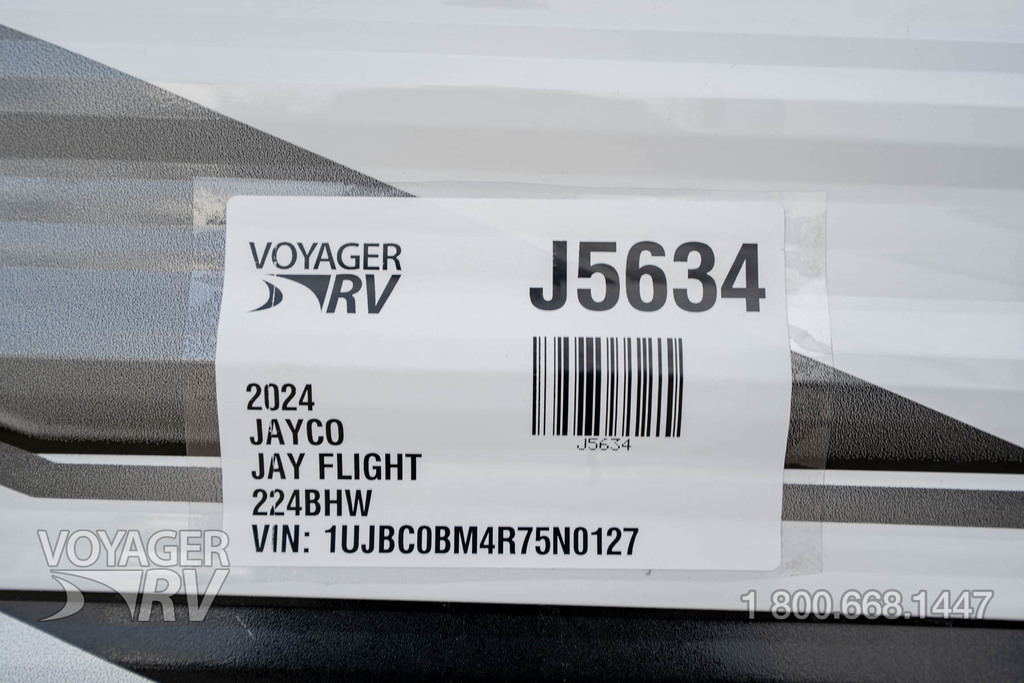 VOYAGER
RV
J5634
J5634
2024
JAYCO
JAY FLIGHT
224BHW
VIN: 1UJBC0BM4R75N0127
VOYAGER
RV
1 800.668.1447